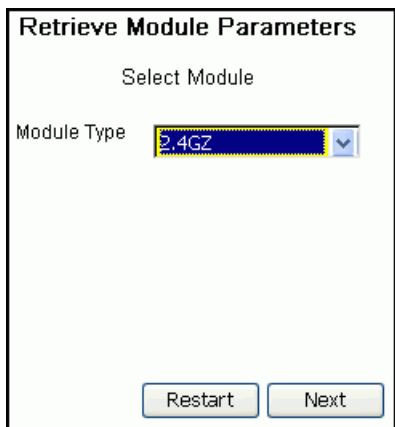 Retrieve Module Parameters
Select Module
Module Type 2.4GZ
Restart Next